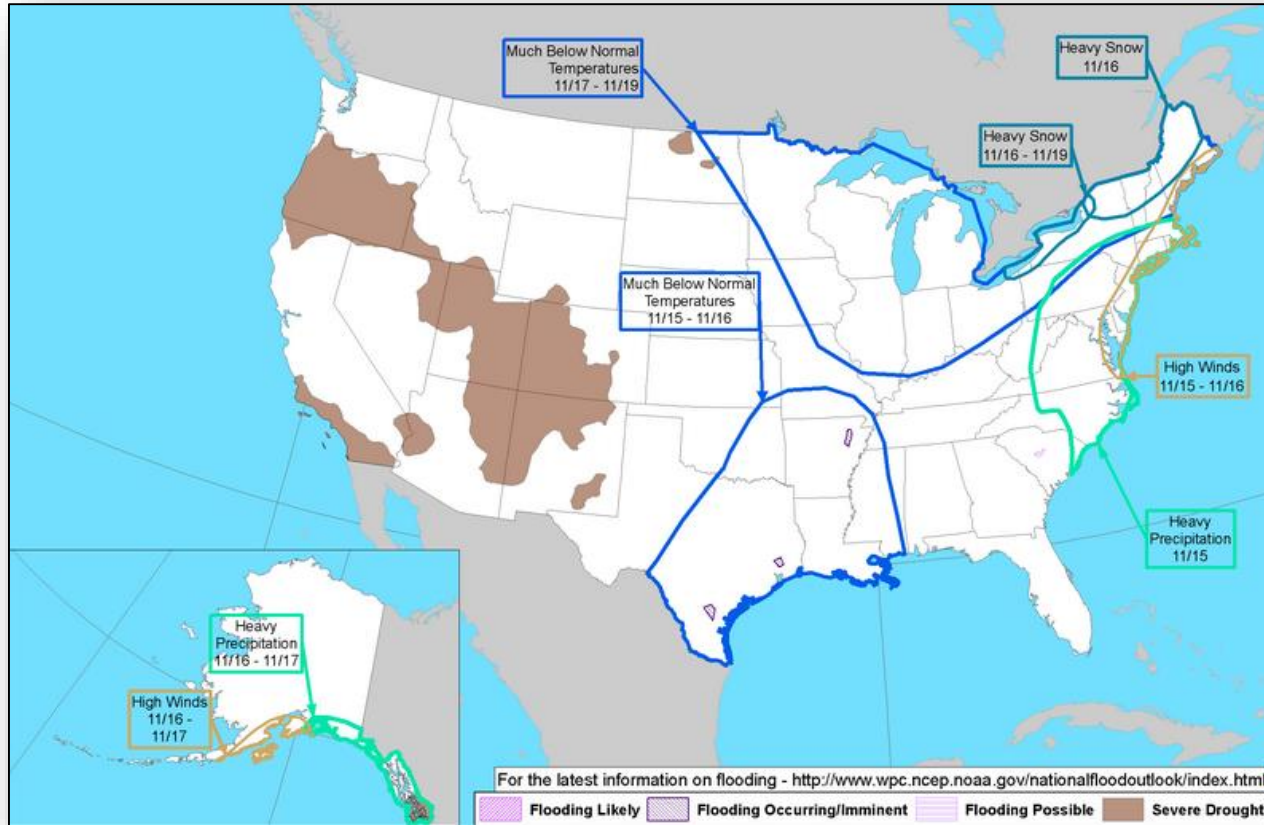 Much Below Normal
Temperatures
11/17 - 11/19
Heavy Snow
11/16
Heavy Snow
11/16 - 11/19
Much Below Normal
Temperatures
11/15 - 11/16
High Winds
11/15 - 11/16
Heavy
Precipitation
11/15
Heavy
Precipitation
11/16 - 11/17
High Winds
11/16 -
11/17
For the latest information on flooding - http://www.wpc.ncep.noaa.gov/nationalfloodoutlook/index.html
Flooding Likely Flooding Occurring/Imminent Flooding Possible Severe Drought